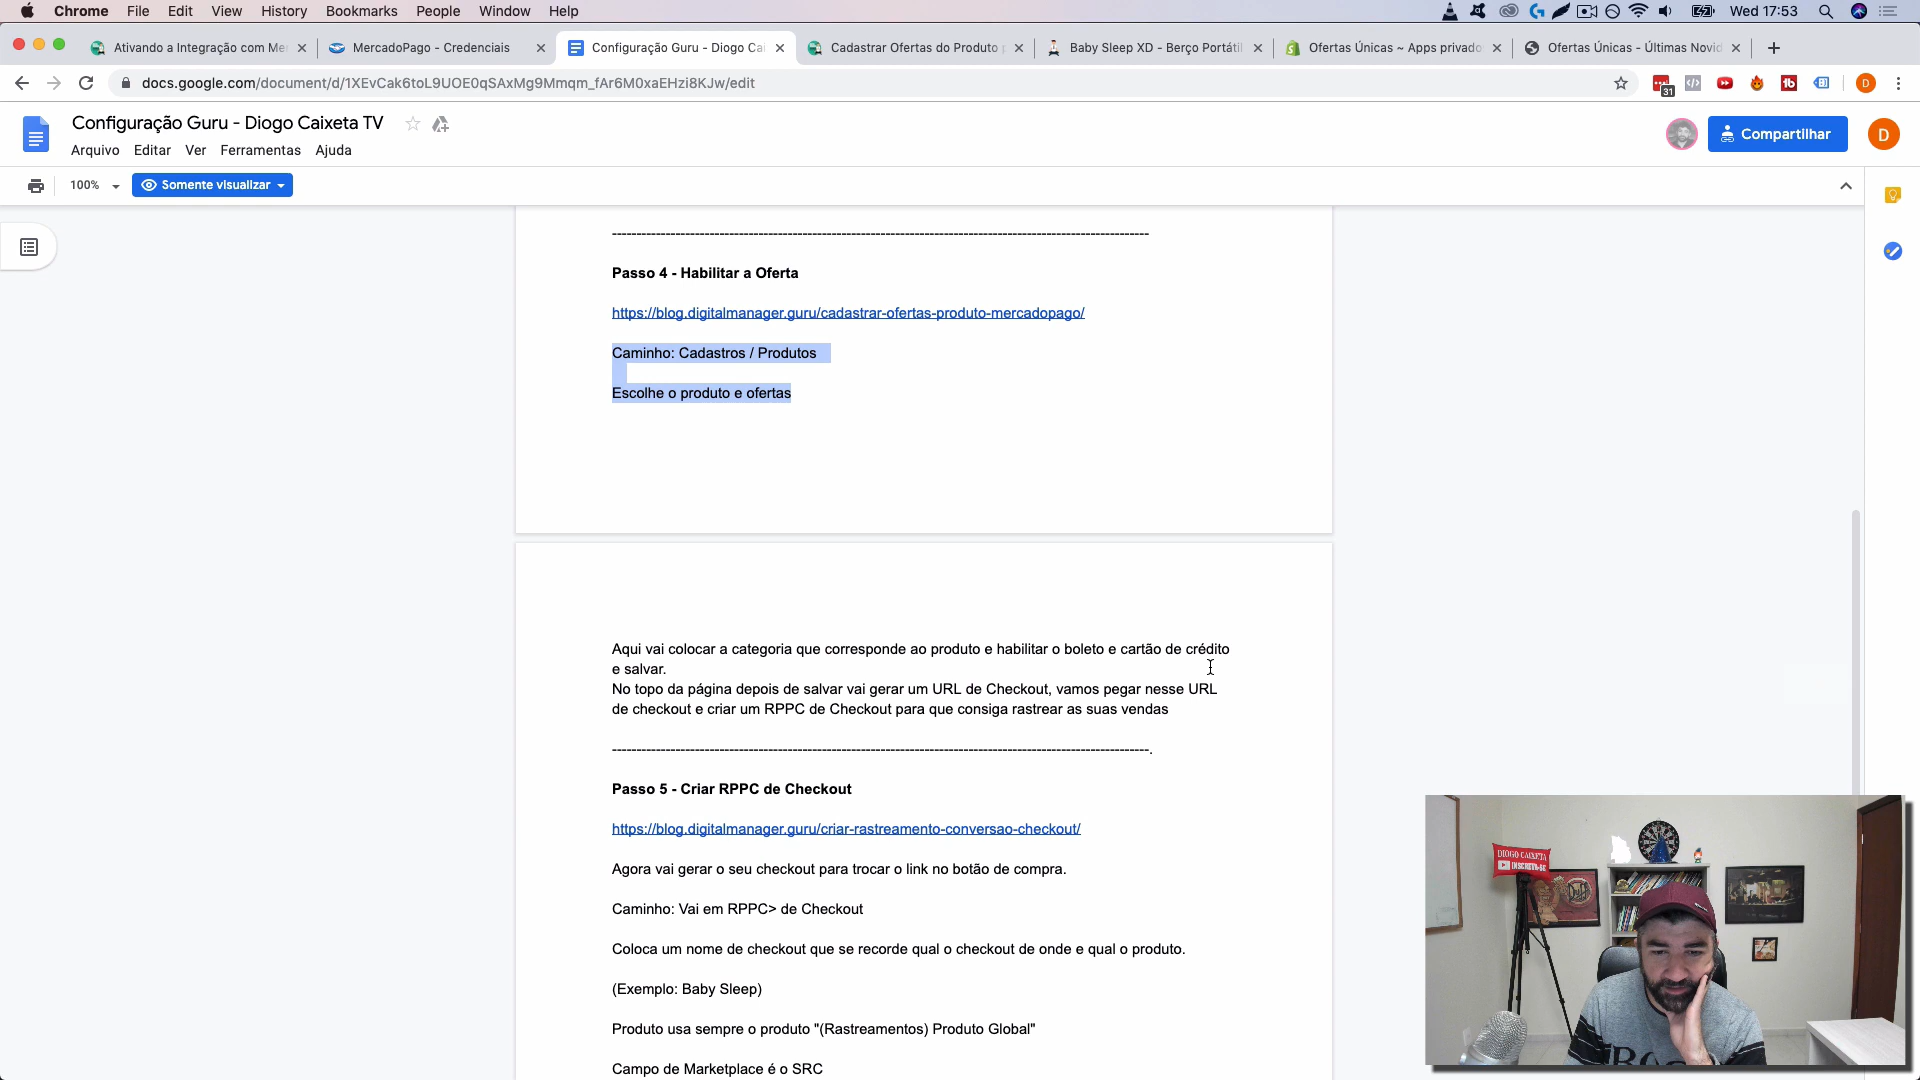 Chrome File Edit View History Bookmarks People Window Help
Wed 17:53
Ativando a Integração com Me
MercadoPago - Credenciais
Configuração Guru - Diogo Cai
Cadastrar Ofertas do Produto p
Baby Sleep XD - Berço Portátil
Ofertas Únicas ~ Apps privado
Ofertas Únicas - Últimas Novid
docs.google.com/document/d/1XEvCak6toL9UOE0qSAxMg9Mmqm_fAr6M0xaEHzi8KJw/edit
31
D
Configuração Guru - Diogo Caixeta TV
Arquivo Editar Ver Ferramentas Ajuda
Compartilhar
D
100%
Somente visualizar
Passo 4 - Habilitar a Oferta
https://blog.digitalmanager.guru/cadastrar-ofertas-produto-mercadopago/
Caminho: Cadastros / Produtos
Escolhe o produto e ofertas
Aqui vai colocar a categoria que corresponde ao produto e habilitar o boleto e cartão de crédito
e salvar.
No topo da página depois de salvar vai gerar um URL de Checkout, vamos pegar nesse URL
de checkout e criar um RPPC de Checkout para que consiga rastrear as suas vendas
Passo 5 - Criar RPPC de Checkout
https://blog.digitalmanager.guru/criar-rastreamento-conversao-checkout/
Agora vai gerar o seu checkout para trocar o link no botão de compra.
Caminho: Vai em RPPC> de Checkout
Coloca um nome de checkout que se recorde qual o checkout de onde e qual o produto.
(Exemplo: Baby Sleep)
Produto usa sempre o produto "(Rastreamentos) Produto Global"
Campo de Marketplace é o SRC
DIOGO CAIXETA
INSCREVA-SE